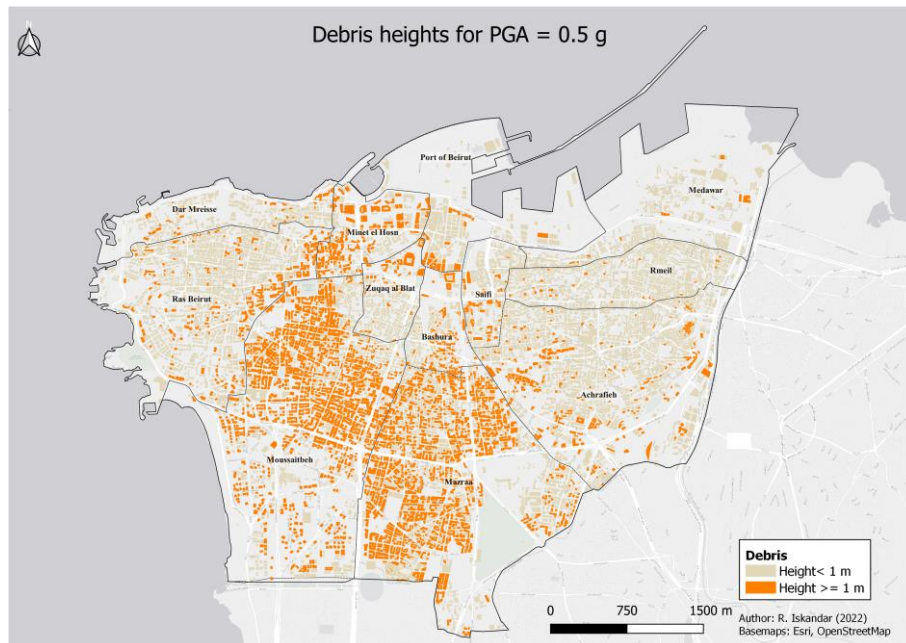 Debris heights for PGA = 0.5 g
N
Port of Beirut
Medawar
Dar Mreisse
Minet el Hosn
Rmeil
Ras Beirut
Zuqaq al Blat
Saifi
Bashura
Achrafieh
Moussaitbeh
Mazraa
Debris
Height< 1 m
Height >= 1 m
0 750 1500 m
Author: R. Iskandar (2022)
Basemaps: Esri, OpenStreetMap